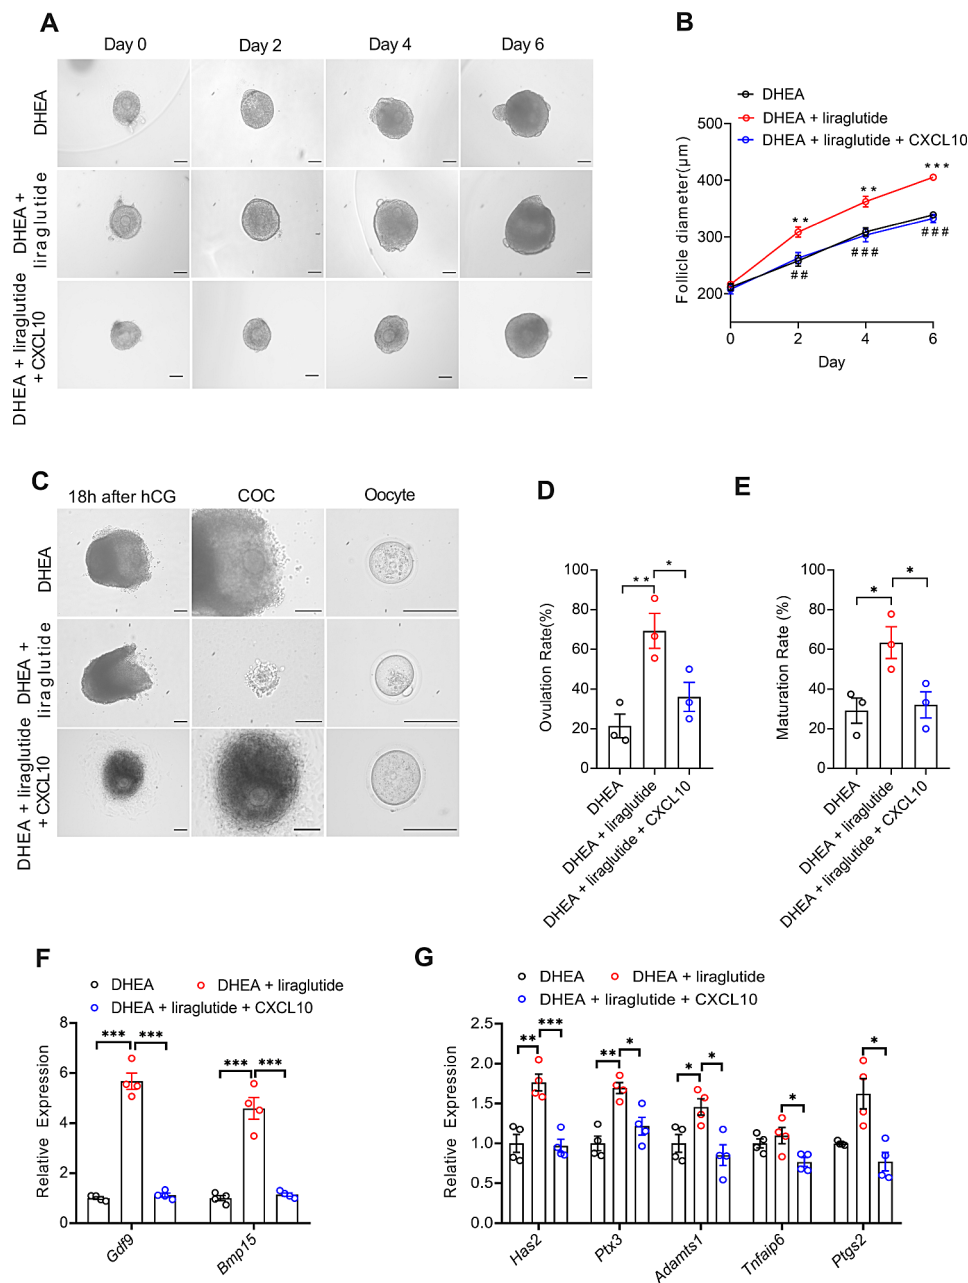 A
Day 0 Day 2 Day 4 Day 6
DHEA
DHEA +
liraglutide
DHEA + liraglutide
+ CXCL10
B
DHEA
DHEA + liraglutide
DHEA + liraglutide + CXCL10
Follicle diameter(μm)
500
400
300
200
** ** ***
## ### ###
0 2 4 6
Day
C
18h after hCG COC Oocyte
DHEA
DHEA +
liraglutide
DHEA + liraglutide
+ CXCL10
D
Ovulation Rate(%)
100
80
60
40
20
0
** *
DHEA
DHEA + liraglutide
DHEA + liraglutide + CXCL10
E
Maturation Rate (%)
100
80
60
40
20
0
* *
DHEA
DHEA + liraglutide
DHEA + liraglutide + CXCL10
F
DHEA DHEA + liraglutide
DHEA + liraglutide + CXCL10
Relative Expression
8
6
4
2
0
*** *** *** ***
Gdf9 Bmp15
G
DHEA DHEA + liraglutide
DHEA + liraglutide + CXCL10
Relative Expression
2.5
2.0
1.5
1.0
0.5
0.0
** *** ** * * * * *
Has2 Ptx3 Adamts1 Tnfaip6 Ptgs2